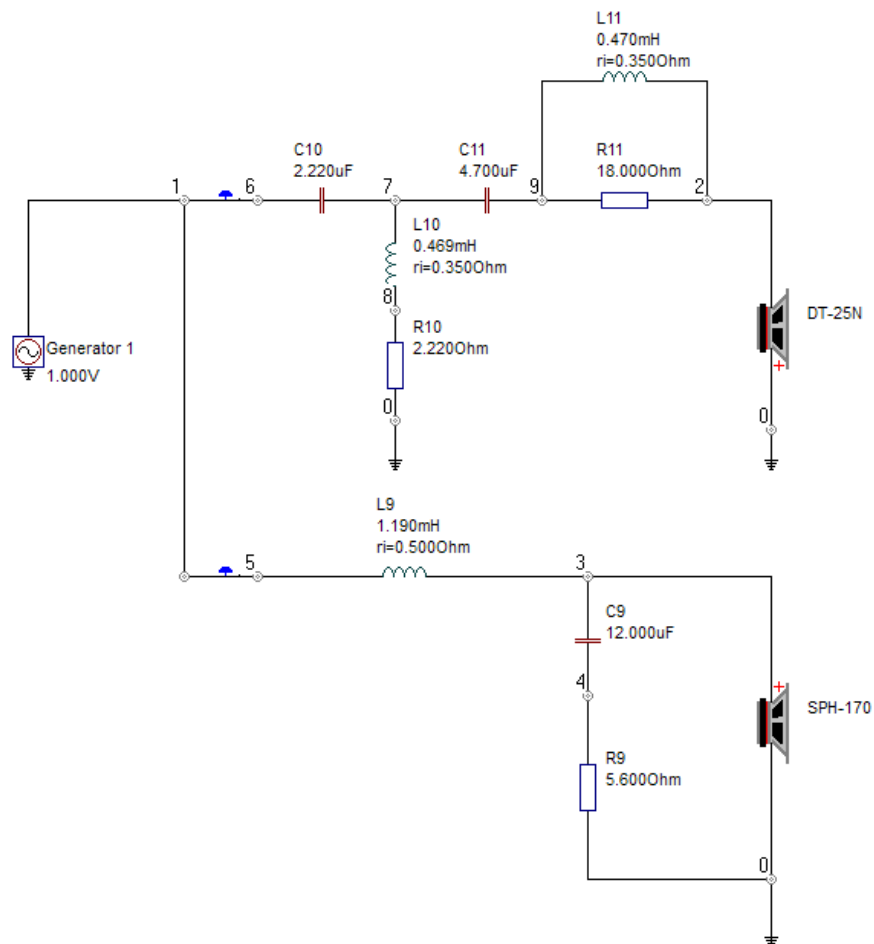 L11
0.470mH
ri=0.350Ohm
C10
2.220uF
C11
4.700uF
R11
18.000Ohm
1
6
7
9
2
L10
0.469mH
ri=0.350Ohm
8
R10
2.220Ohm
0
Generator 1
1.000V
DT-25N
+
0
L9
1.190mH
ri=0.500Ohm
5
3
C9
12.000uF
4
R9
5.600Ohm
+
SPH-170
0